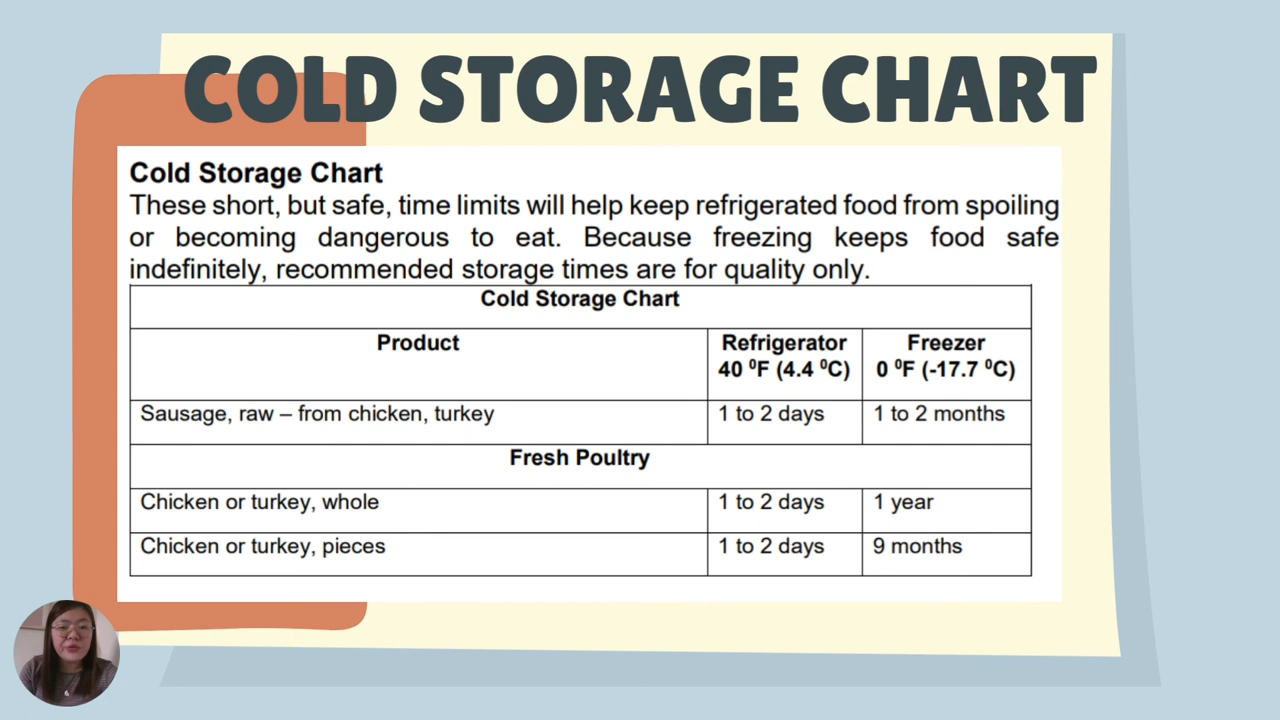 COLD STORAGE CHART
Cold Storage Chart
These short, but safe, time limits will help keep refrigerated food from spoiling
or becoming dangerous to eat. Because freezing keeps food safe
indefinitely, recommended storage times are for quality only.
Cold Storage Chart
Product Refrigerator Freezer
40 ⁰F (4.4 ⁰C) 0 ⁰F (-17.7 ⁰C)
Sausage, raw – from chicken, turkey 1 to 2 days 1 to 2 months
Fresh Poultry
Chicken or turkey, whole 1 to 2 days 1 year
Chicken or turkey, pieces 1 to 2 days 9 months